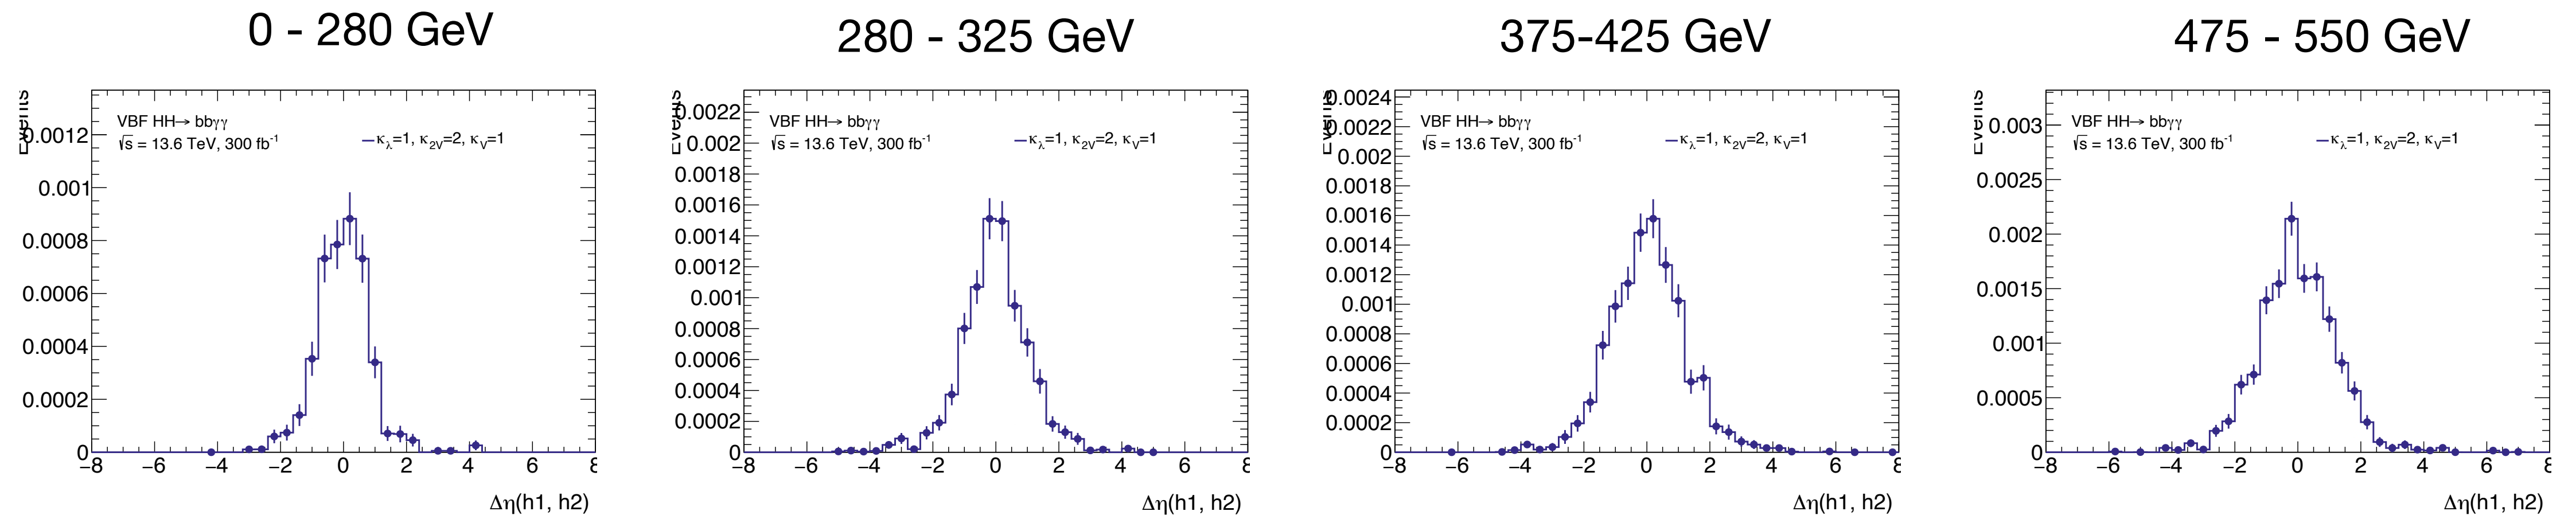 0 - 280 GeV
280 - 325 GeV
375-425 GeV
475 - 550 GeV
Events
VBF HH→ bbγγ
√s = 13.6 TeV, 300 fb⁻¹
κλ=1, κ2V=2, κV=1
0.0012
0.001
0.0008
0.0006
0.0004
0.0002
0
−8 −6 −4 −2 0 2 4 6 8
Δη(h1, h2)
Events
VBF HH→ bbγγ
√s = 13.6 TeV, 300 fb⁻¹
κλ=1, κ2V=2, κV=1
0.0022
0.002
0.0018
0.0016
0.0014
0.0012
0.001
0.0008
0.0006
0.0004
0.0002
0
−8 −6 −4 −2 0 2 4 6 8
Δη(h1, h2)
Events
VBF HH→ bbγγ
√s = 13.6 TeV, 300 fb⁻¹
κλ=1, κ2V=2, κV=1
0.0024
0.0022
0.002
0.0018
0.0016
0.0014
0.0012
0.001
0.0008
0.0006
0.0004
0.0002
0
−8 −6 −4 −2 0 2 4 6 8
Δη(h1, h2)
Events
VBF HH→ bbγγ
√s = 13.6 TeV, 300 fb⁻¹
κλ=1, κ2V=2, κV=1
0.003
0.0025
0.002
0.0015
0.001
0.0005
0
−8 −6 −4 −2 0 2 4 6 8
Δη(h1, h2)